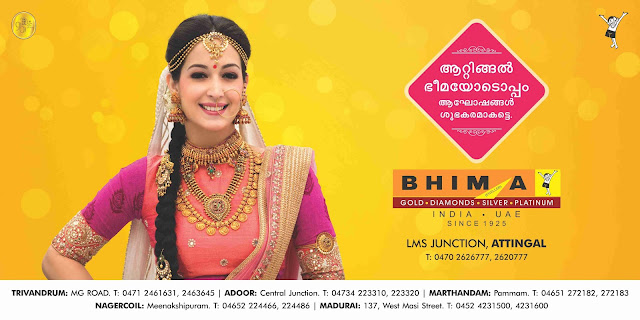 ആറ്റിങ്ങൽ
ഭീമയോടൊപ്പം
ആഘോഷങ്ങൾ
ശുഭകരമാകട്ടെ.
BHIMA
GOLD • DIAMONDS • SILVER • PLATINUM
INDIA • UAE
SINCE 1925
LMS JUNCTION, ATTINGAL
T: 0470 2626777, 2620777
TRIVANDRUM: MG ROAD. T: 0471 2461631, 2463645 | ADOOR: Central Junction. T: 04734 223310, 223320 | MARTHANDAM: Pammam. T: 04651 272182, 272183
NAGERCOIL: Meenakshipuram. T: 04652 224466, 224486 | MADURAI: 137, West Masi Street. T: 0452 4231500, 4231600